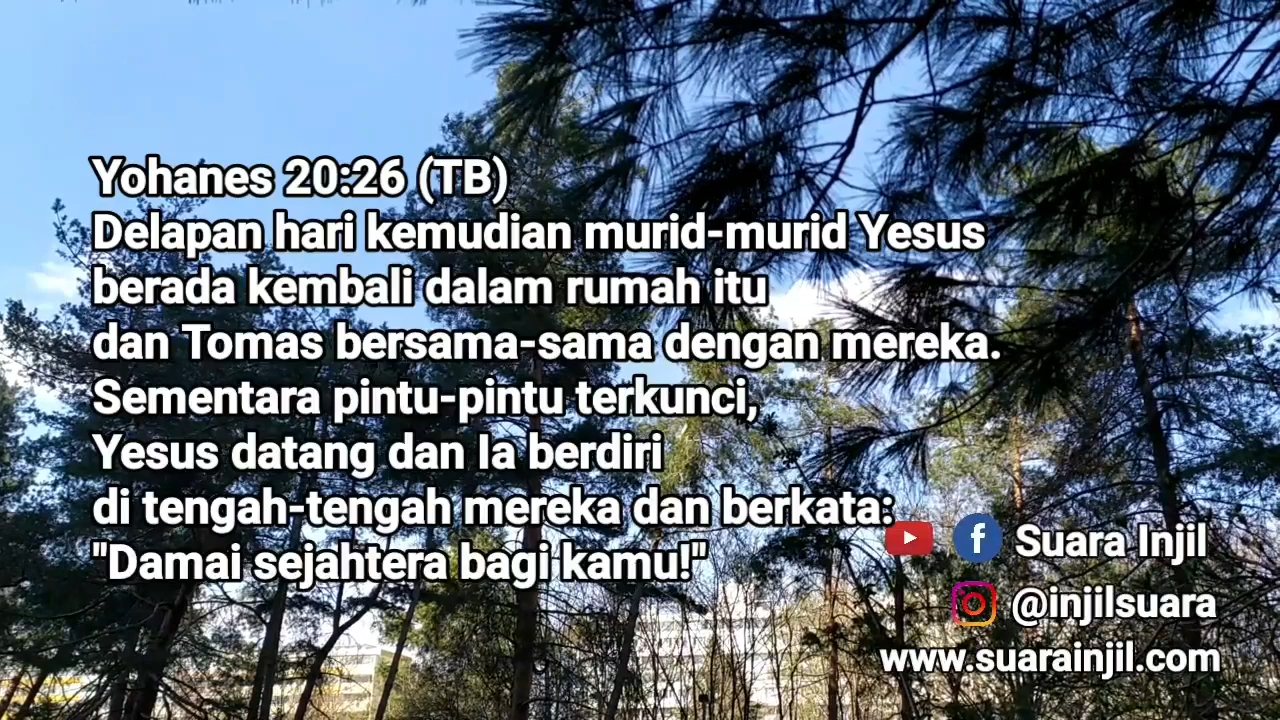 Yohanes 20:26 (TB)
Delapan hari kemudian murid-murid Yesus
berada kembali dalam rumah itu
dan Tomas bersama-sama dengan mereka.
Sementara pintu-pintu terkunci,
Yesus datang dan Ia berdiri
di tengah-tengah mereka dan berkata:
"Damai sejahtera bagi kamu!"
Suara Injil
@injilsuara
www.suarainjil.com